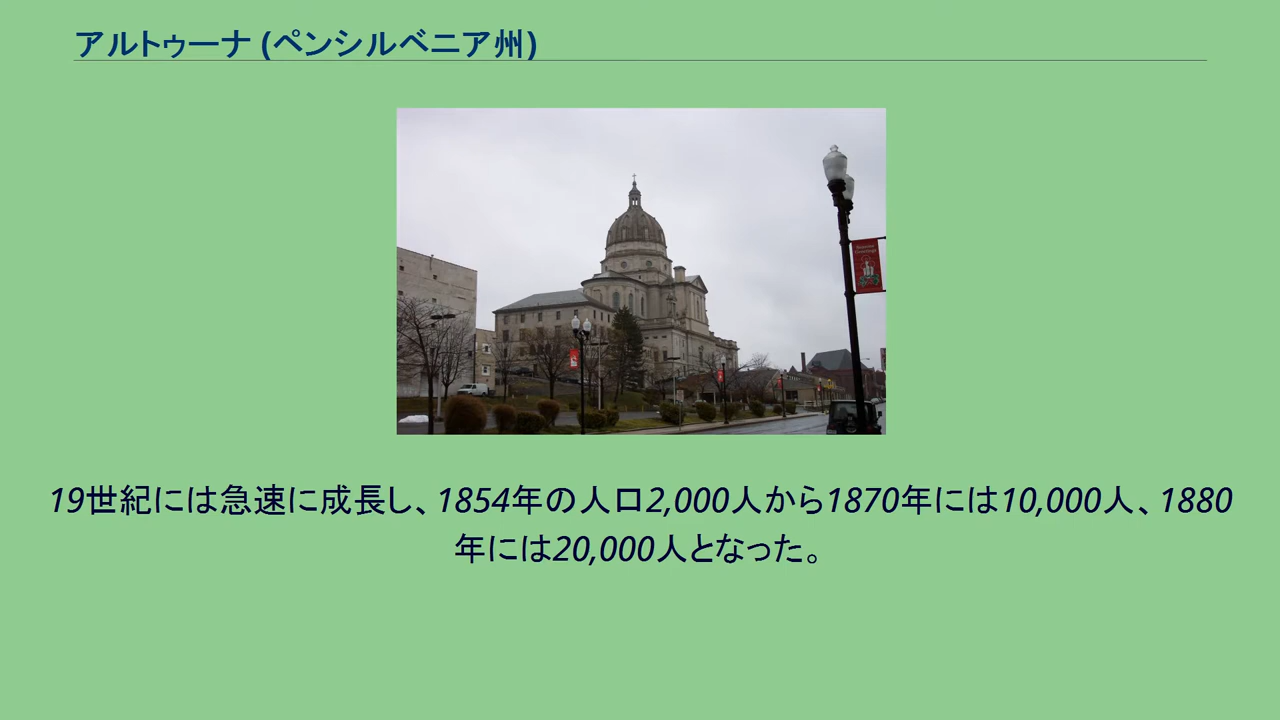 アルトゥーナ (ペンシルベニア州)
Season's
Greetings
19世紀には急速に成長し、1854年の人口2,000人から1870年には10,000人、1880
年には20,000人となった。